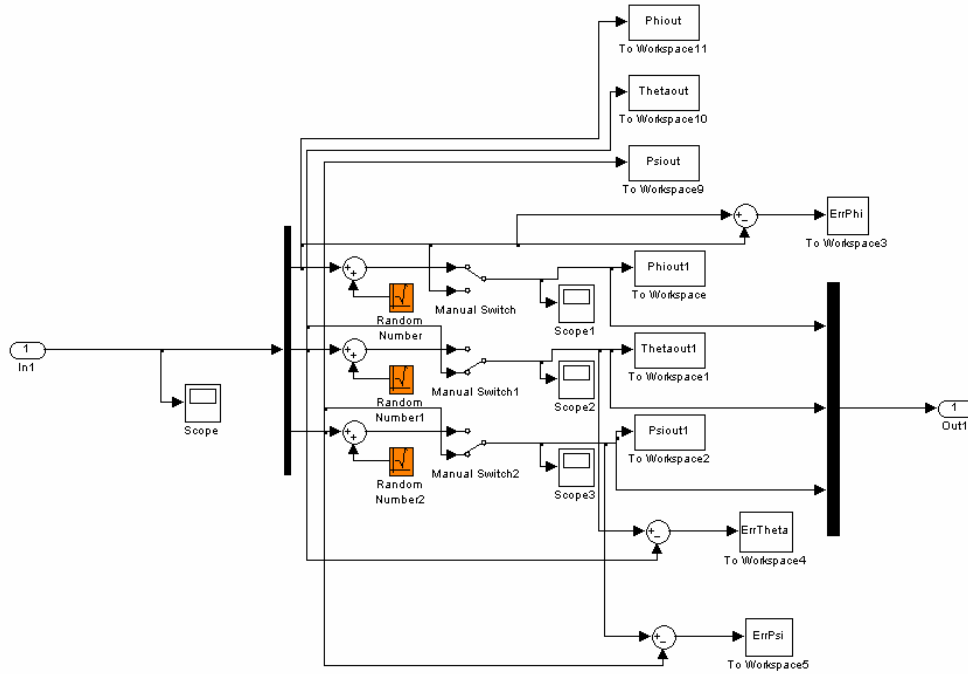 Phiout
To Workspace11
Thetaout
To Workspace10
Psiout
To Workspace9
ErrPhi
To Workspace3
Phiout1
To Workspace
Random
Number
Manual Switch
Scope1
1
In1
Scope
Thetaout1
To Workspace1
Random
Number1
Manual Switch1
Scope2
1
Out1
Psiout1
To Workspace2
Random
Number2
Manual Switch2
Scope3
ErrTheta
To Workspace4
ErrPsi
To Workspace5